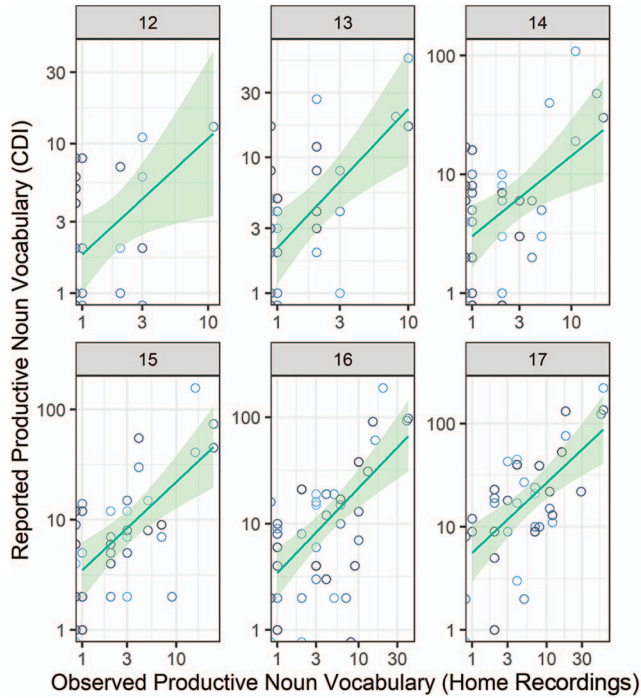 12 13 14
30 30 100
10 10 10
3 3
1 1 1
1 3 10 1 3 10 1 3 10
15 16 17
100 100 100
10 10 10
1 1 1
1 3 10 1 3 10 30 1 3 10 30
Reported Productive Noun Vocabulary (CDI)
Observed Productive Noun Vocabulary (Home Recordings)